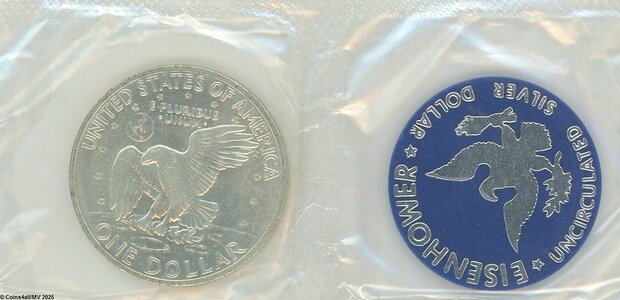 UNITED STATES OF AMERICA
E PLURIBUS
UNUM
ONE DOLLAR
EISENHOWER
UNCIRCULATED SILVER DOLLAR
© Coins4all/MV 2025